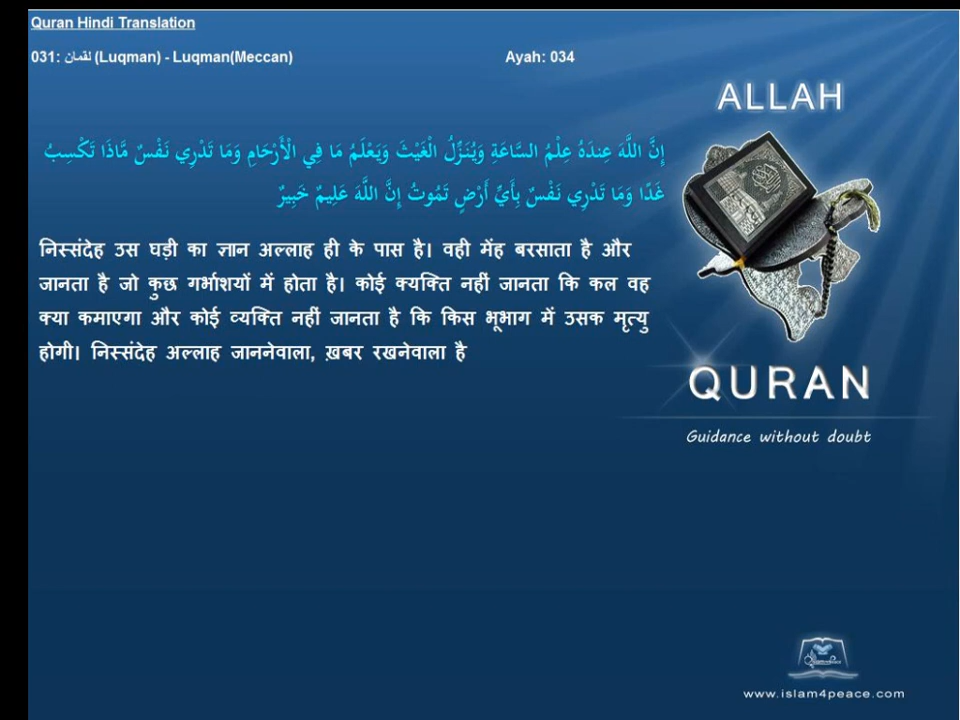 Quran Hindi Translation
031: لقمان (Luqman) - Luqman(Meccan) Ayah: 034
ALLAH
إِنَّ اللَّهَ عِندَهُ عِلْمُ السَّاعَةِ وَيُنَزِّلُ الْغَيْثَ وَيَعْلَمُ مَا فِي الْأَرْحَامِ وَمَا تَدْرِي نَفْسٌ مَّاذَا تَكْسِبُ
غَدًا وَمَا تَدْرِي نَفْسٌ بِأَيِّ أَرْضٍ تَمُوتُ إِنَّ اللَّهَ عَلِيمٌ خَبِيرٌ
निस्संदेह उस घड़ी का ज्ञान अल्लाह ही के पास है। वही मेंह बरसाता है और
जानता है जो कुछ गर्भाशयों में होता है। कोई क्यक्ति नहीं जानता कि कल वह
क्या कमाएगा और कोई व्यक्ति नहीं जानता है कि किस भूभाग में उसक मृत्यु
होगी। निस्संदेह अल्लाह जाननेवाला, ख़बर रखनेवाला है
QURAN
Guidance without doubt
www.islam4peace.com